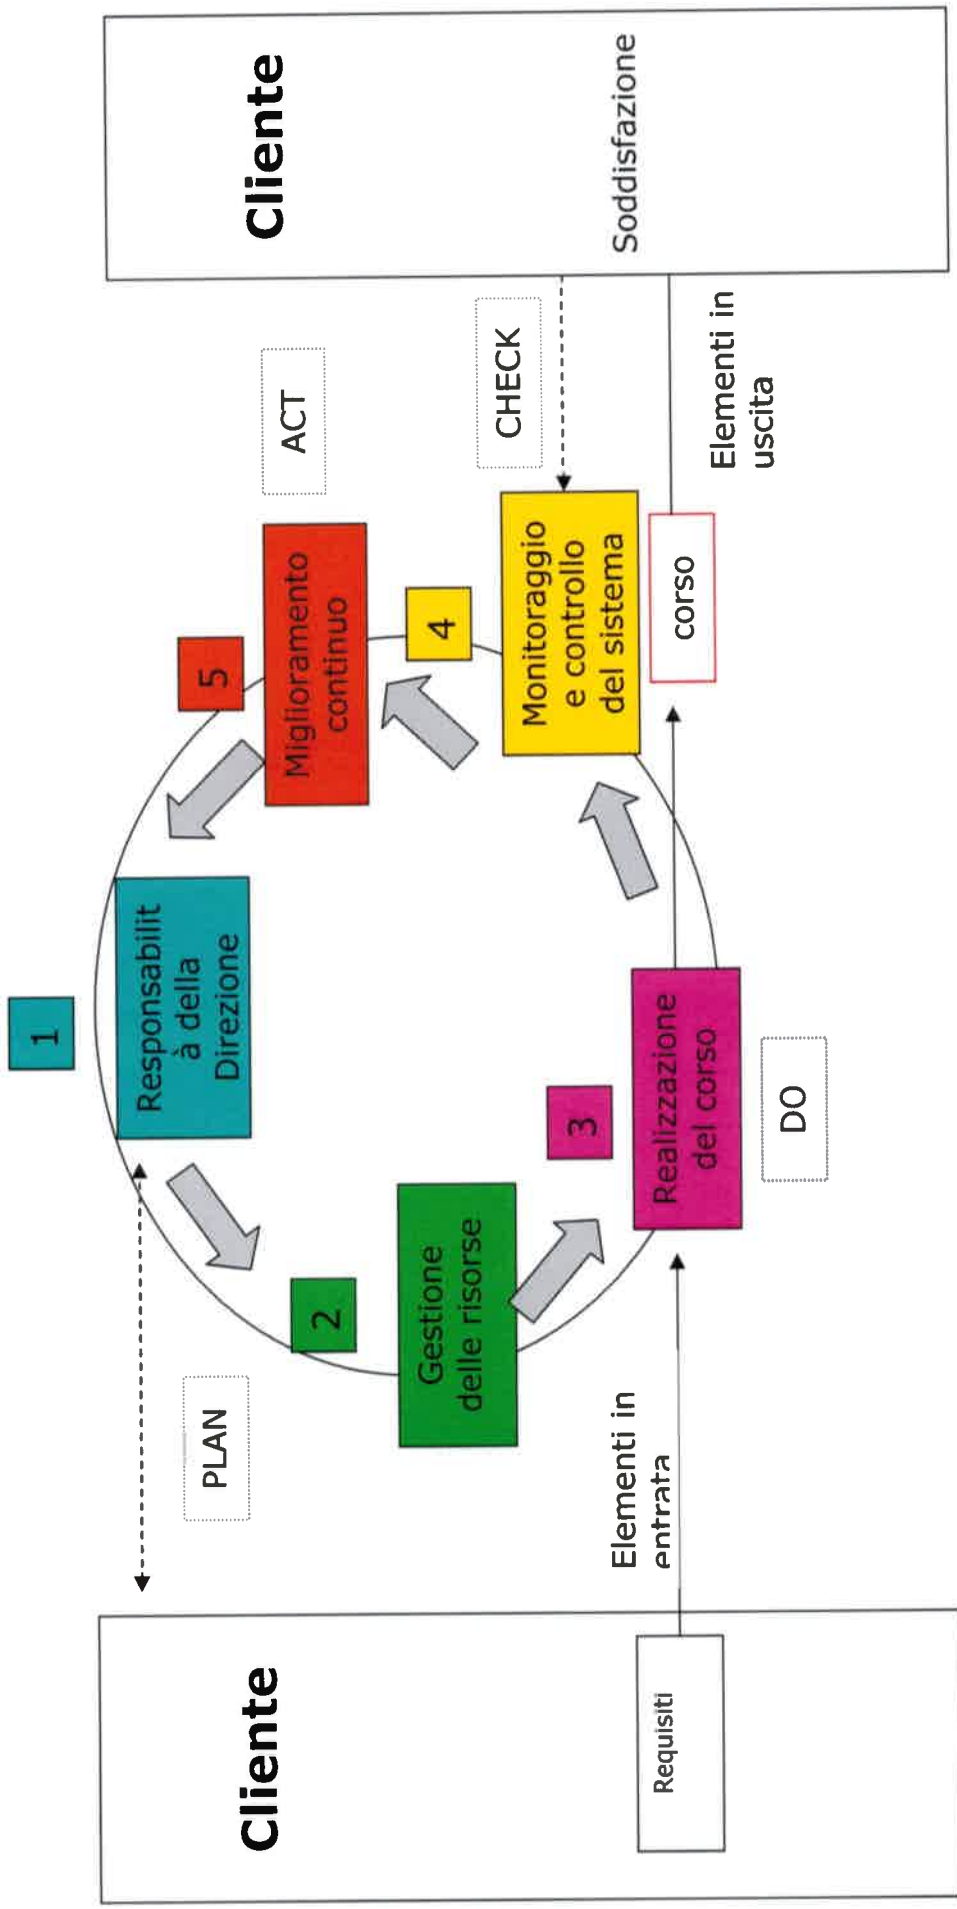 Cliente
Requisiti
Elementi in
entrata
PLAN
1
Responsabilit
à della
Direzione
2
Gestione
delle risorse
3
Realizzazione
del corso
DO
5
Miglioramento
continuo
ACT
4
Monitoraggio
e controllo
del sistema
CHECK
corso
Elementi in
uscita
Cliente
Soddisfazione